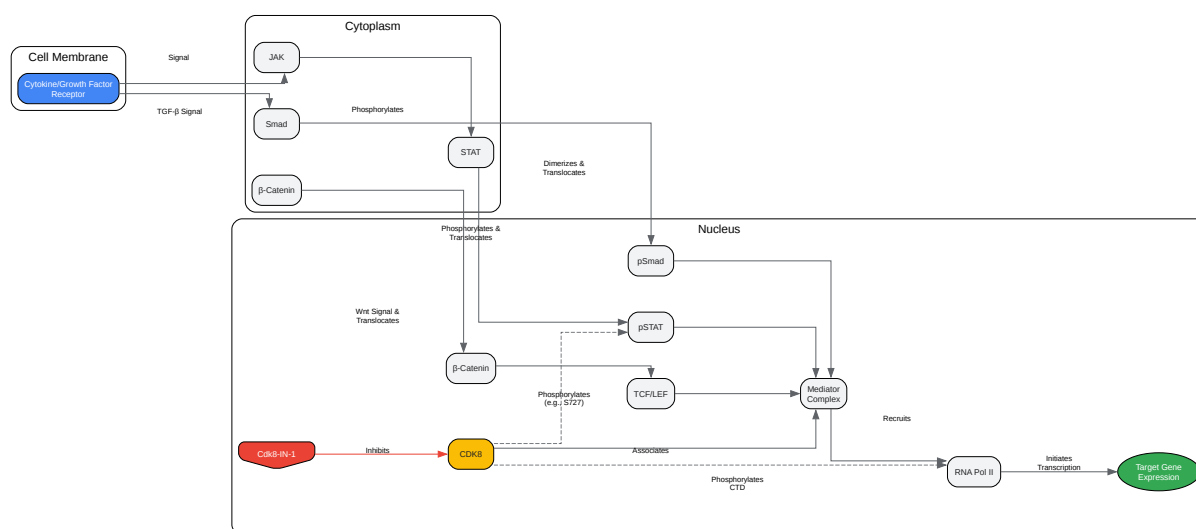 Cytoplasm
Cell Membrane
JAK
Signal
Cytokine/Growth Factor
Receptor
TGF-β Signal
Phosphorylates
Smad
STAT
Dimerizes &
Translocates
β-Catenin
Phosphorylates &
Translocates
Nucleus
pSmad
Wnt Signal &
Translocates
pSTAT
β-Catenin
TCF/LEF
Mediator
Complex
Phosphorylates
(e.g., S727)
Recruits
Cdk8-IN-1
Inhibits
CDK8
Associates
Phosphorylates
CTD
RNA Pol II
Initiates
Transcription
Target Gene
Expression